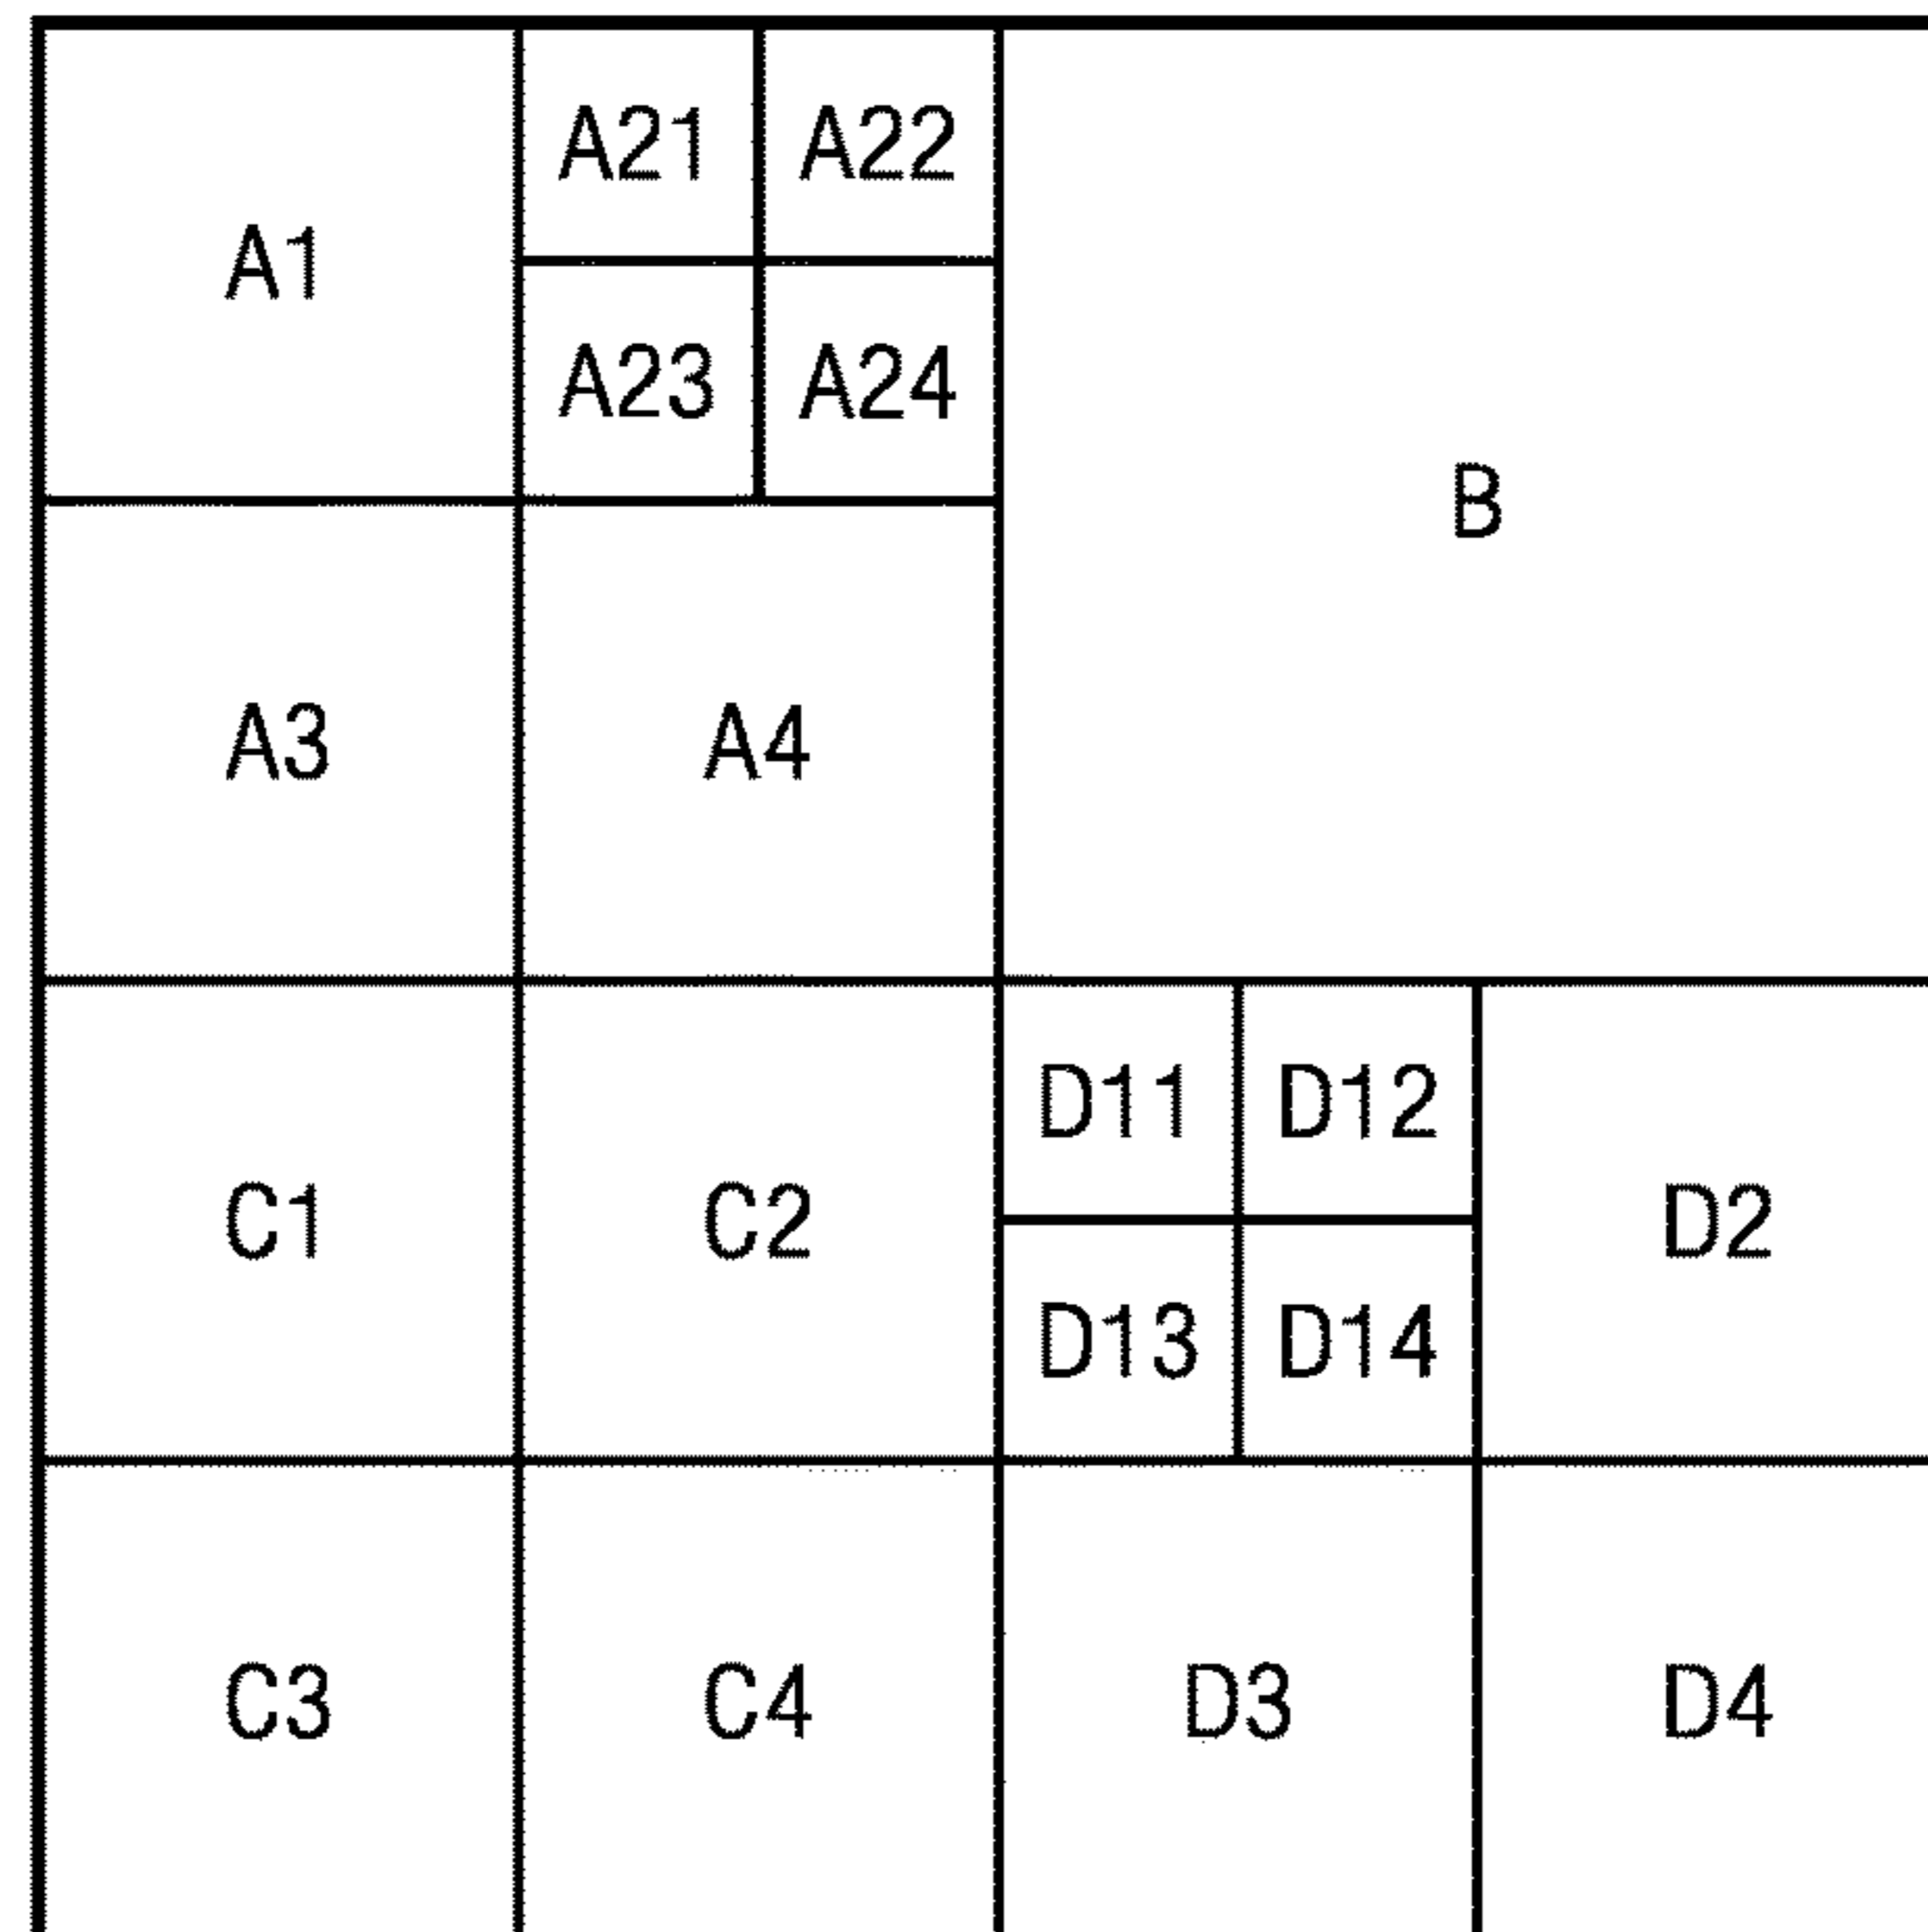 A21 A22
A1
A23 A24
B
A3 A4
D11 D12
C1 C2 D2
D13 D14
C3 C4 D3 D4